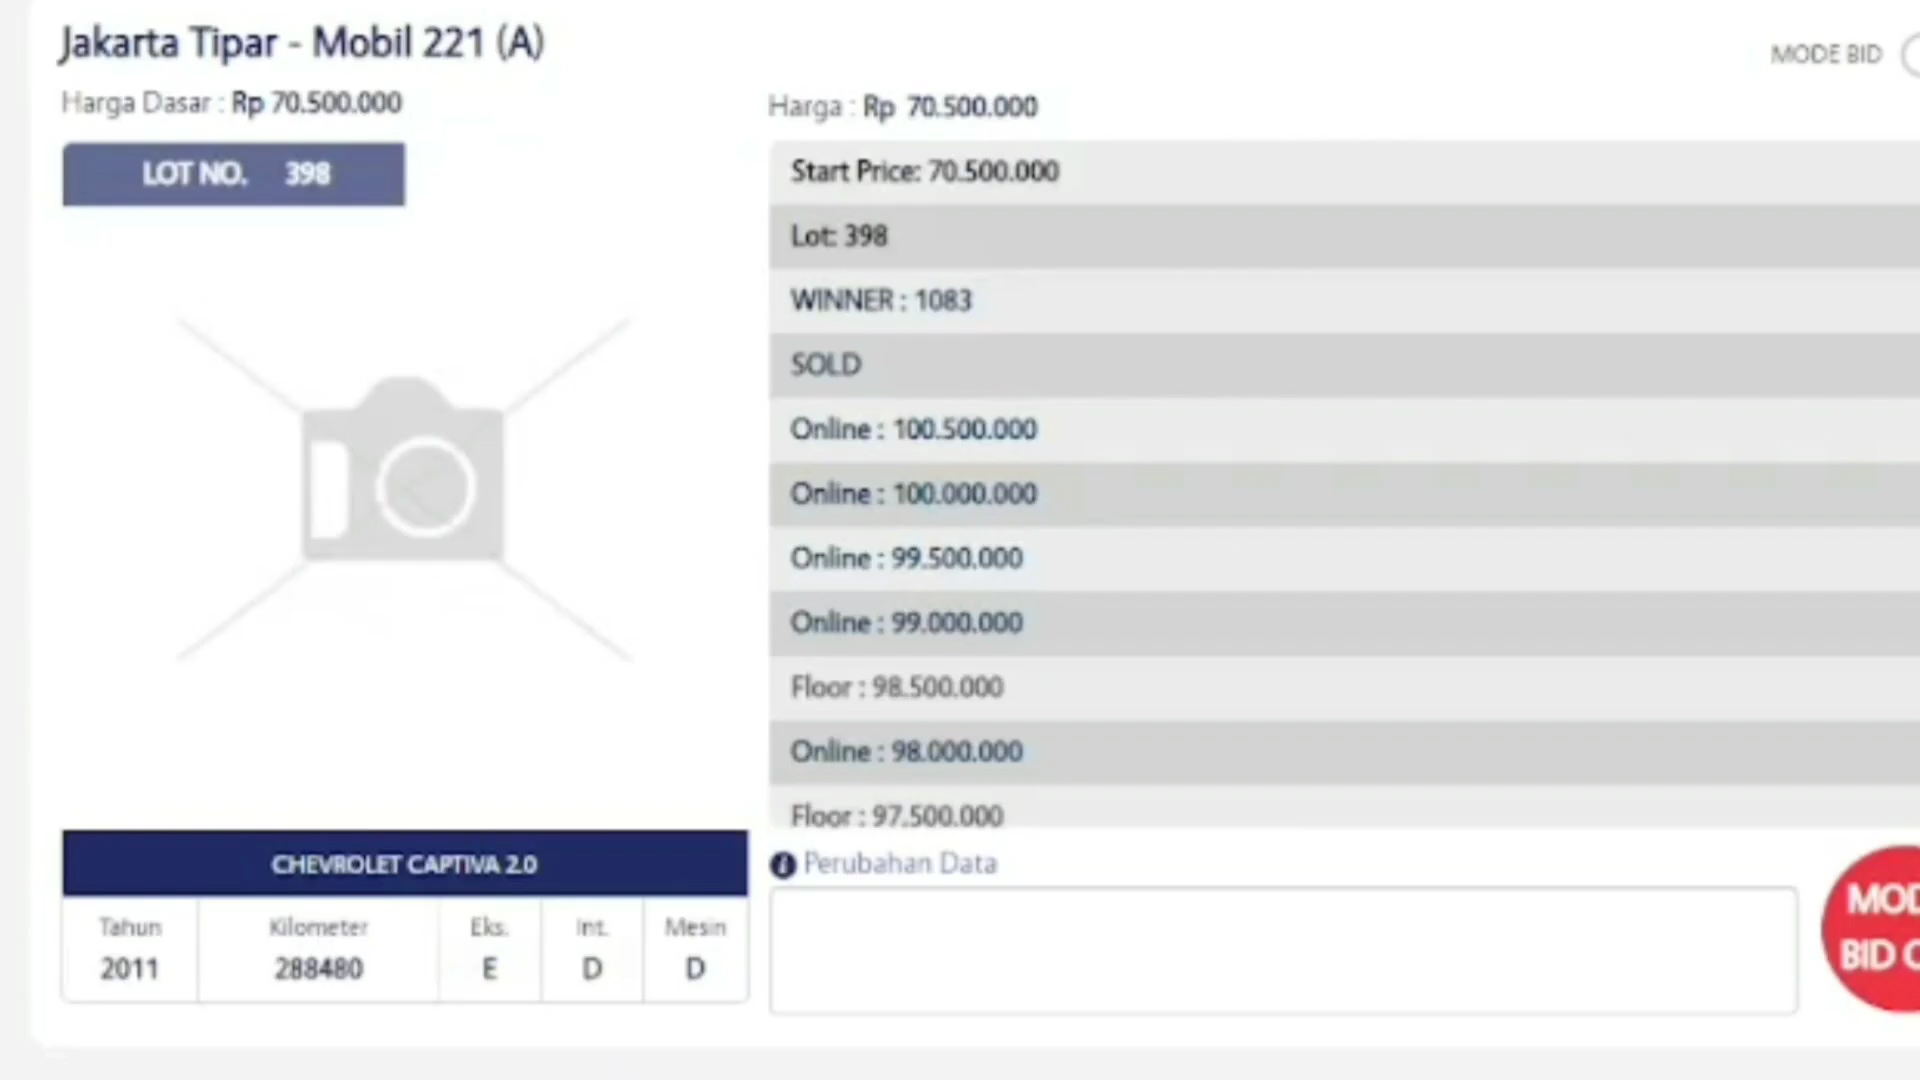 Jakarta Tipar - Mobil 221 (A)
MODE BID
Harga Dasar : Rp 70.500.000
Harga : Rp 70.500.000
LOT NO. 398
Start Price: 70.500.000
Lot: 398
WINNER : 1083
SOLD
Online : 100.500.000
Online : 100.000.000
Online : 99.500.000
Online : 99.000.000
Floor : 98.500.000
Online : 98.000.000
Floor : 97.500.000
CHEVROLET CAPTIVA 2.0
Tahun Kilometer Eks. Int. Mesin
2011 288480 E D D
Perubahan Data
BID